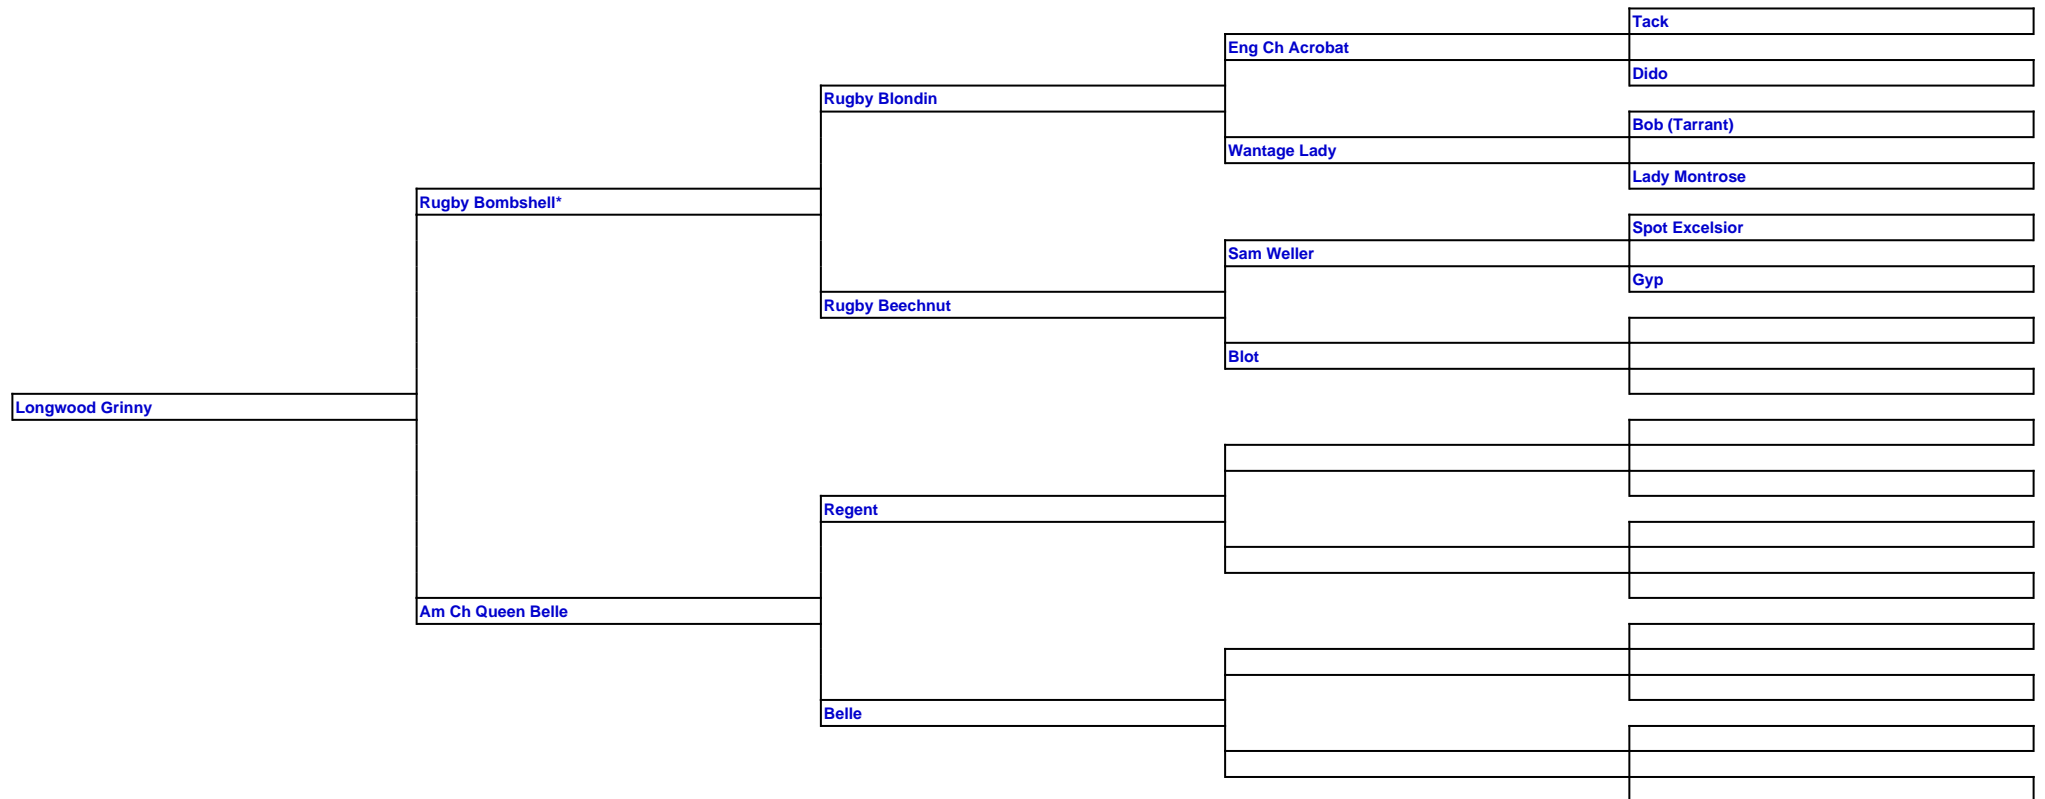 Tack
Eng Ch Acrobat
Dido
Rugby Blondin
Bob (Tarrant)
Wantage Lady
Lady Montrose
Rugby Bombshell*
Spot Excelsior
Sam Weller
Gyp
Rugby Beechnut
Blot
Longwood Grinny
Regent
Am Ch Queen Belle
Belle